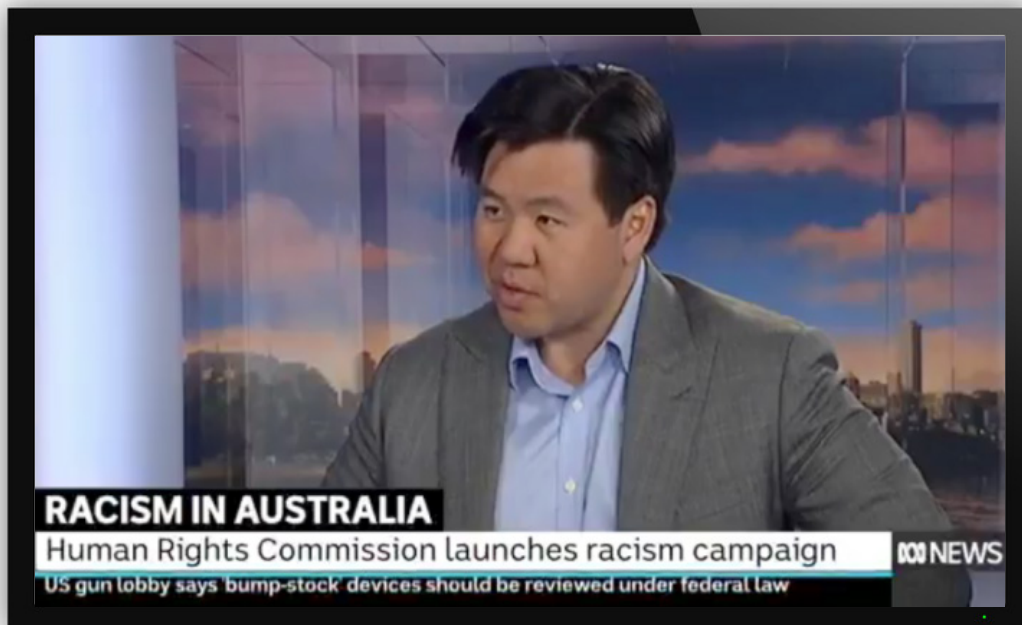 RACISM IN AUSTRALIA
Human Rights Commission launches racism campaign
NEWS
US gun lobby says 'bump-stock' devices should be reviewed under federal law